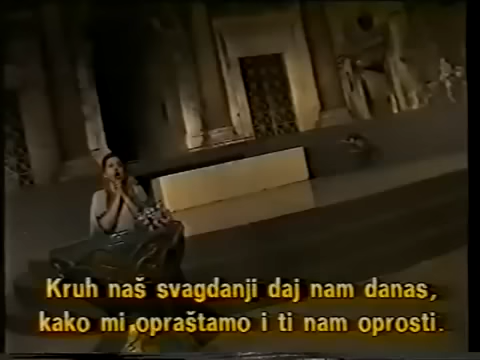 Kruh naš svagdanji daj nam danas,
kako mi opraštamo i ti nam oprosti.